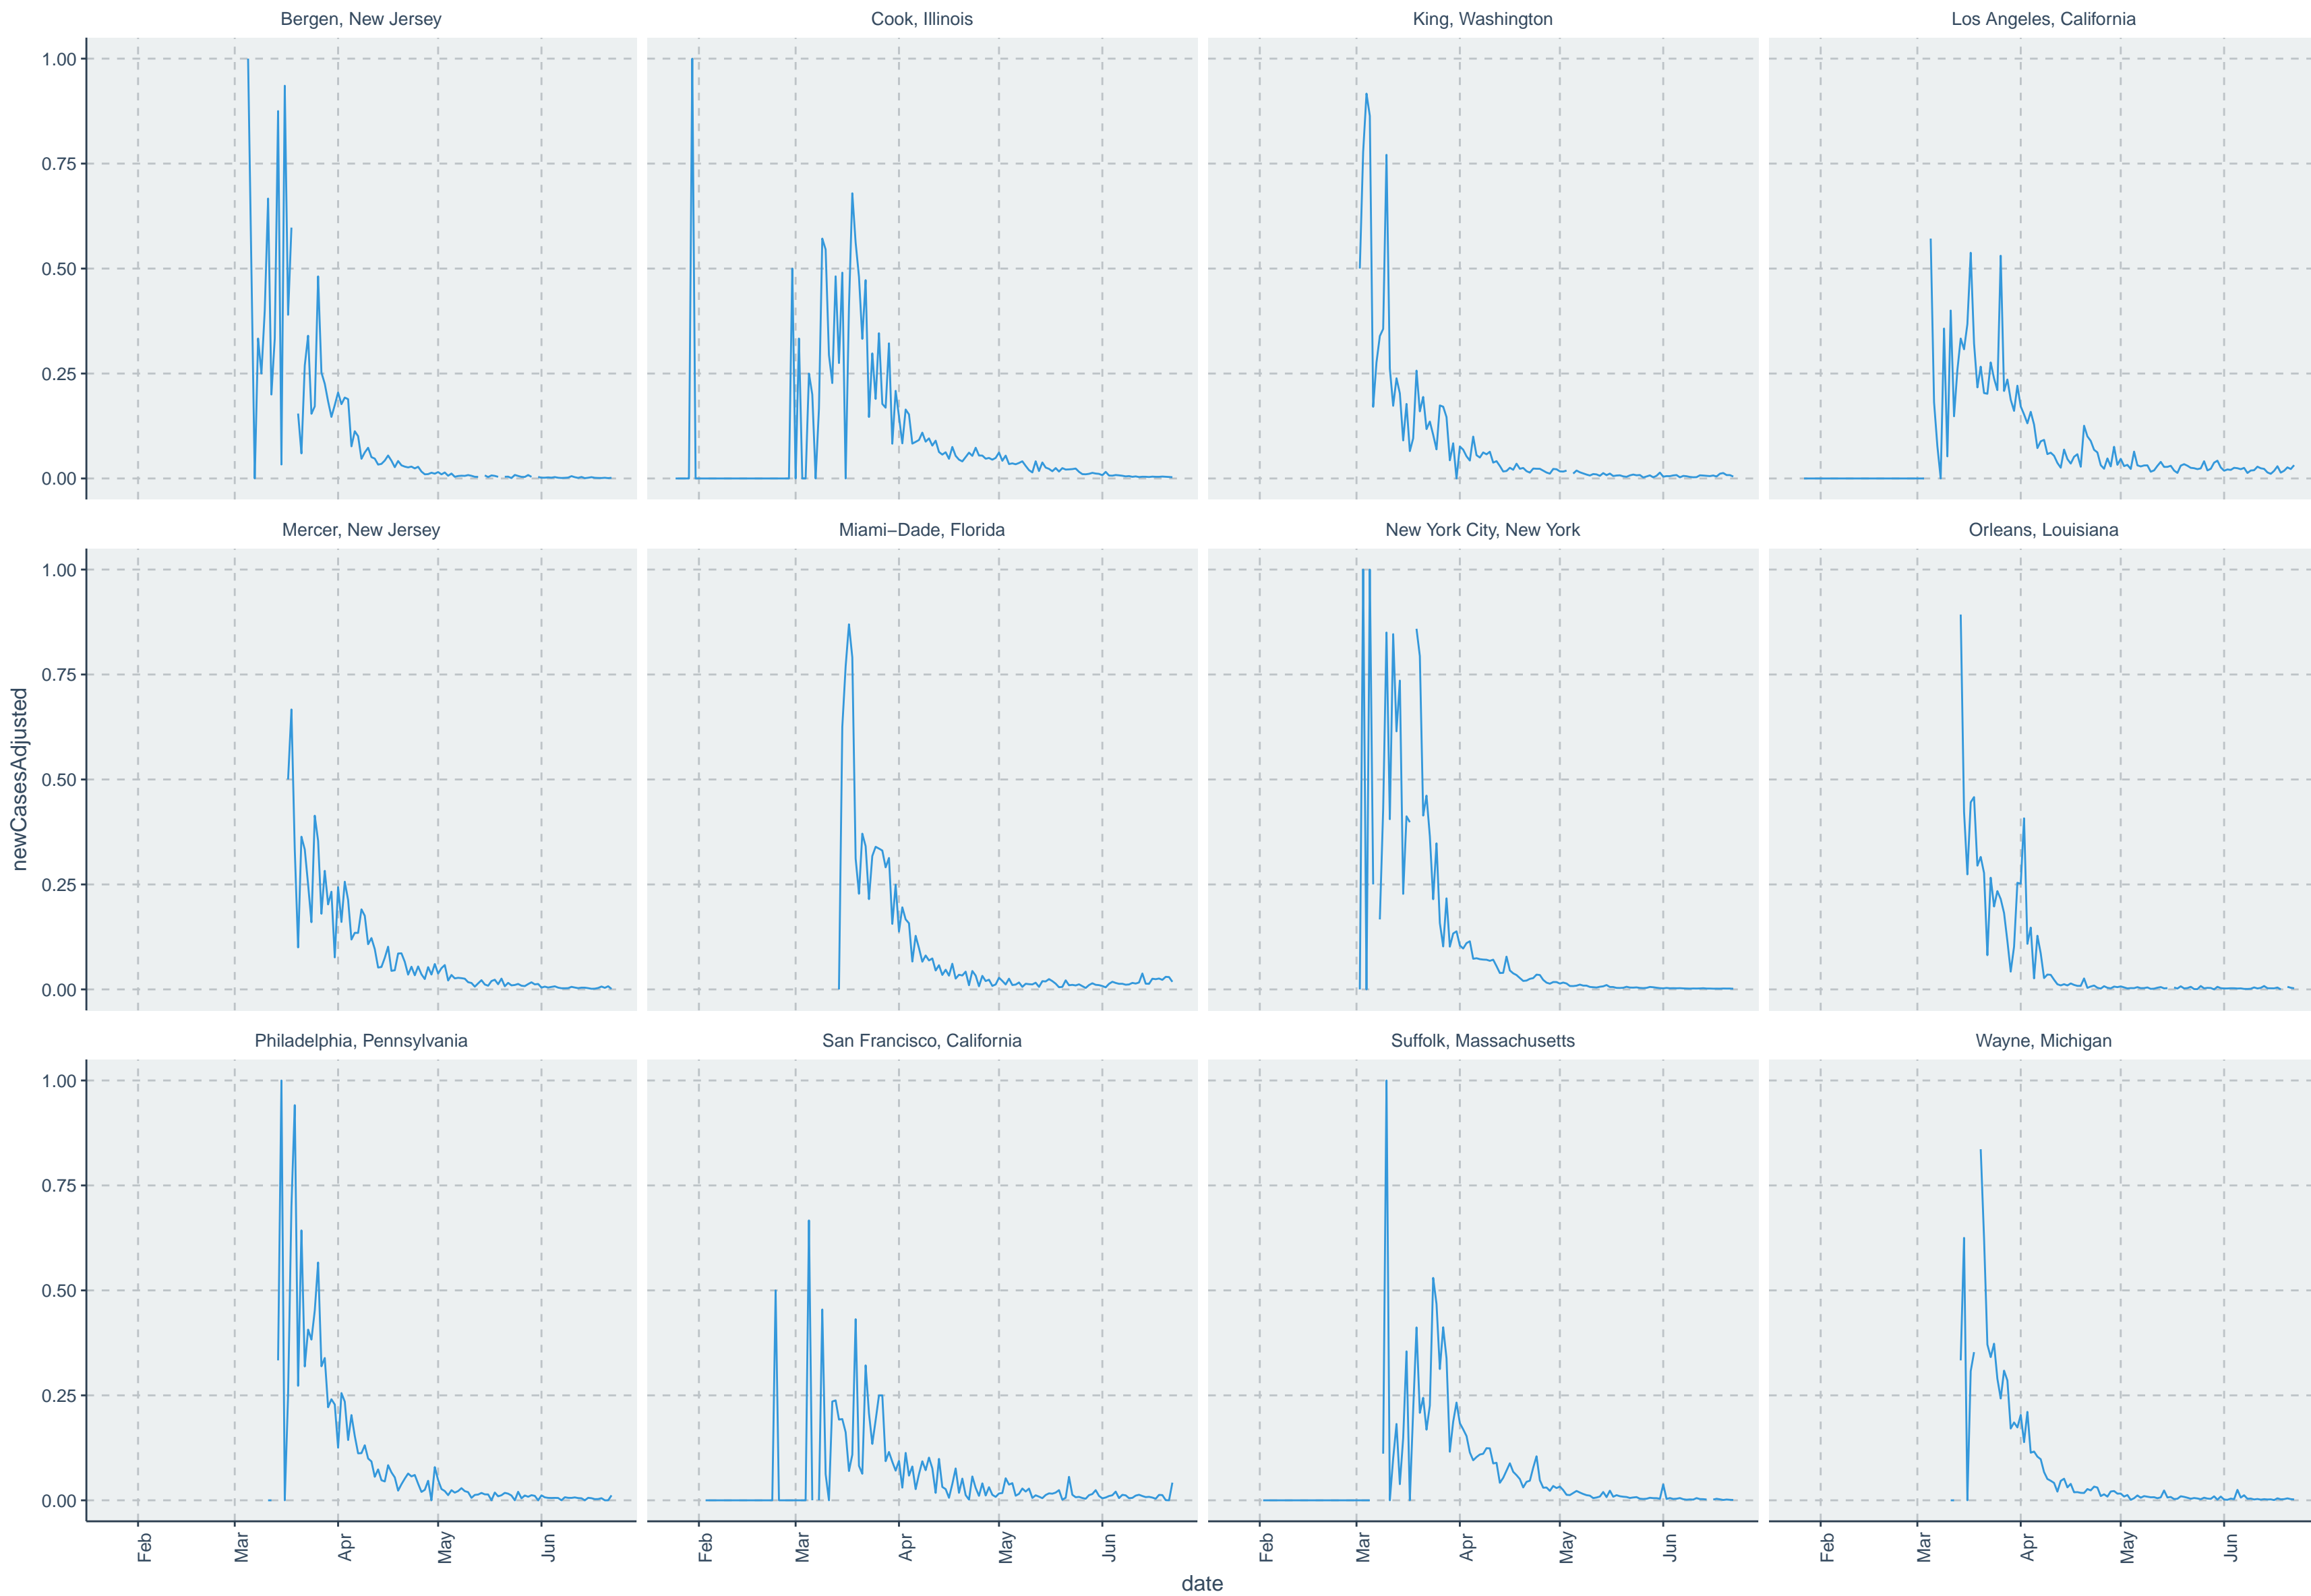 Bergen, New Jersey
Cook, Illinois
King, Washington
Los Angeles, California
1.00
0.75
0.50
0.25
0.00
Mercer, New Jersey
Miami−Dade, Florida
New York City, New York
Orleans, Louisiana
1.00
0.75
0.50
0.25
0.00
newCasesAdjusted
Philadelphia, Pennsylvania
San Francisco, California
Suffolk, Massachusetts
Wayne, Michigan
1.00
0.75
0.50
0.25
0.00
Feb
Mar
Apr
May
Jun
Feb
Mar
Apr
May
Jun
Feb
Mar
Apr
May
Jun
Feb
Mar
Apr
May
Jun
date